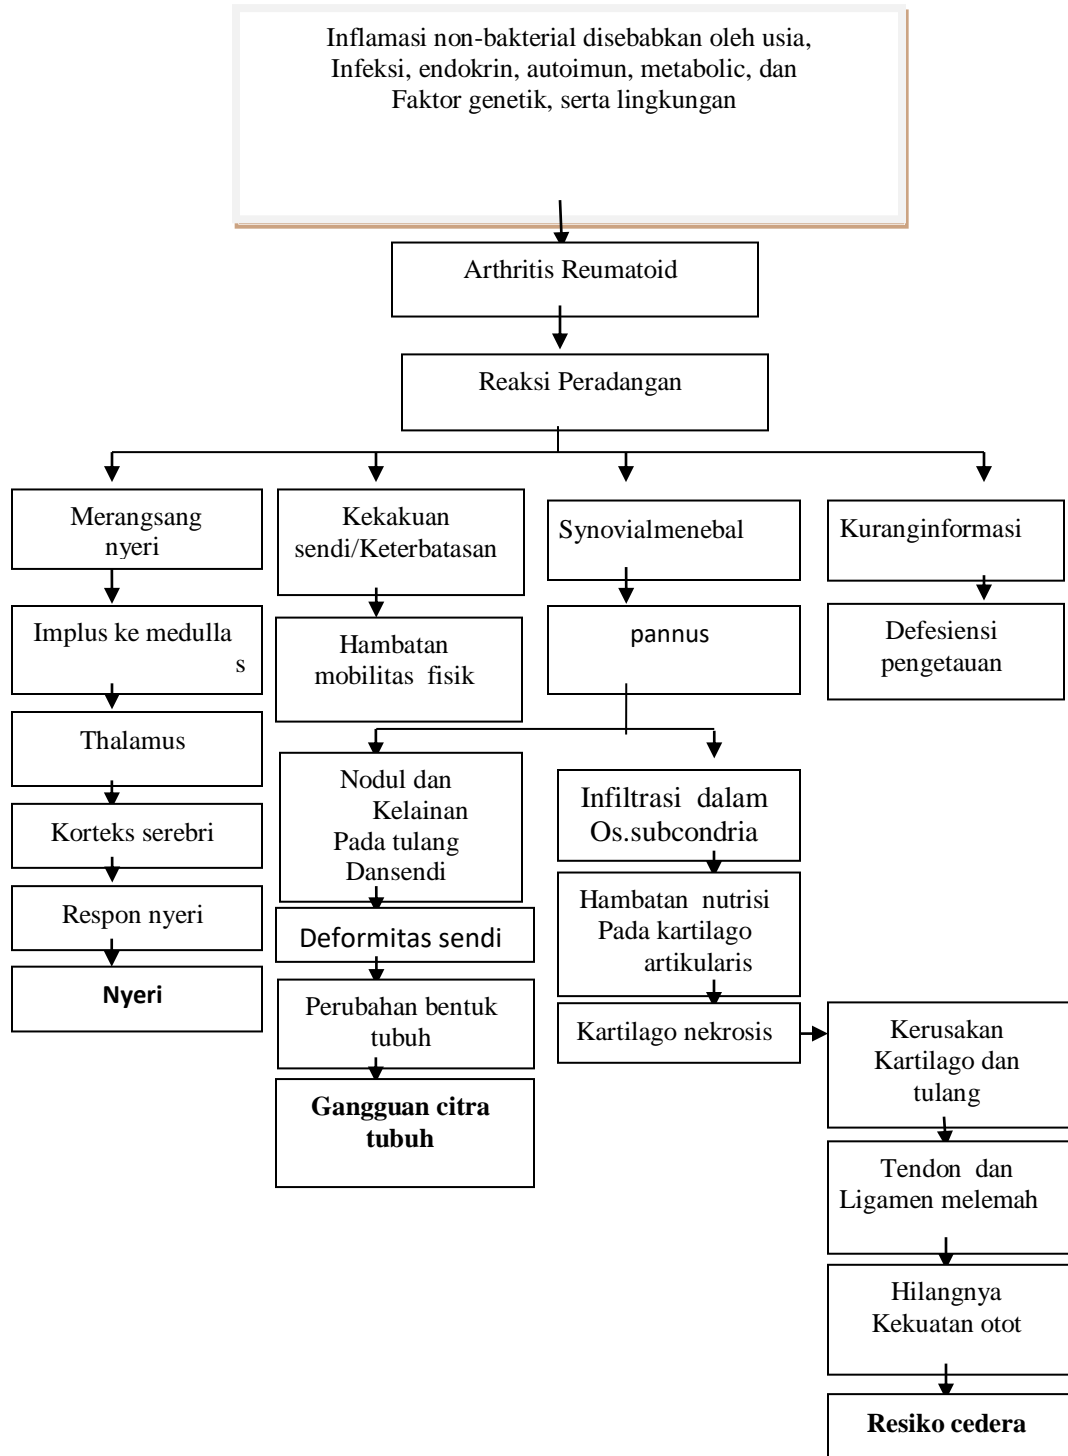 Inflamasi non-bakterial disebabkan oleh usia,
Infeksi, endokrin, autoimun, metabolic, dan
Faktor genetik, serta lingkungan
Arthritis Reumatoid
Reaksi Peradangan
Merangsang
nyeri
Implus ke medulla
s
Thalamus
Korteks serebri
Respon nyeri
Nyeri
Kekakuan
sendi/Keterbatasan
Hambatan
mobilitas fisik
Synovialmenebal
pannus
Kuranginformasi
Defesiensi
pengetauan
Nodul dan
Kelainan
Pada tulang
Dansendi
Deformitas sendi
Perubahan bentuk
tubuh
Gangguan citra
tubuh
Infiltrasi dalam
Os.subcondria
Hambatan nutrisi
Pada kartilago
artikularis
Kartilago nekrosis
Kerusakan
Kartilago dan
tulang
Tendon dan
Ligamen melemah
Hilangnya
Kekuatan otot
Resiko cedera